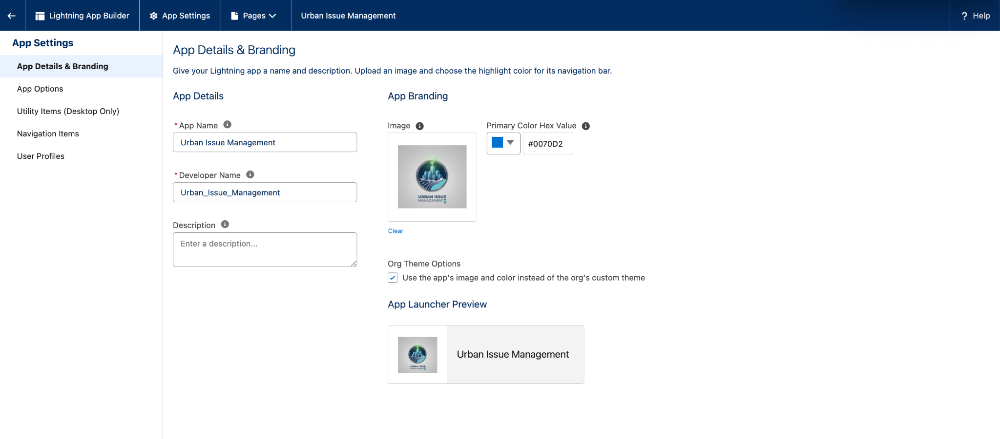 Lightning App Builder
App Settings
Pages
Urban Issue Management
? Help
App Settings
App Details & Branding
App Options
Utility Items (Desktop Only)
Navigation Items
User Profiles
App Details & Branding
Give your Lightning app a name and description. Upload an image and choose the highlight color for its navigation bar.
App Details
*App Name
Urban Issue Management
*Developer Name
Urban_Issue_Management
Description
Enter a description...
App Branding
Image
URBAN ISSUE
MANAGEMENT
Clear
Primary Color Hex Value
#0070D2
Org Theme Options
Use the app's image and color instead of the org's custom theme
App Launcher Preview
URBAN ISSUE
MANAGEMENT
Urban Issue Management